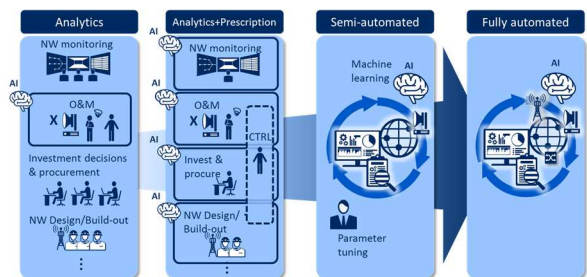 Analytics
NW monitoring
AI
O&M
X
Investment decisions
& procurement
NW Design/Build-out
Analytics+Prescription
AI
NW monitoring
AI
O&M
X
CTRL
AI
Invest &
procure
AI
NW Design/
Build-out
Semi-automated
Machine
learning
AI
Parameter
tuning
Fully automated
AI